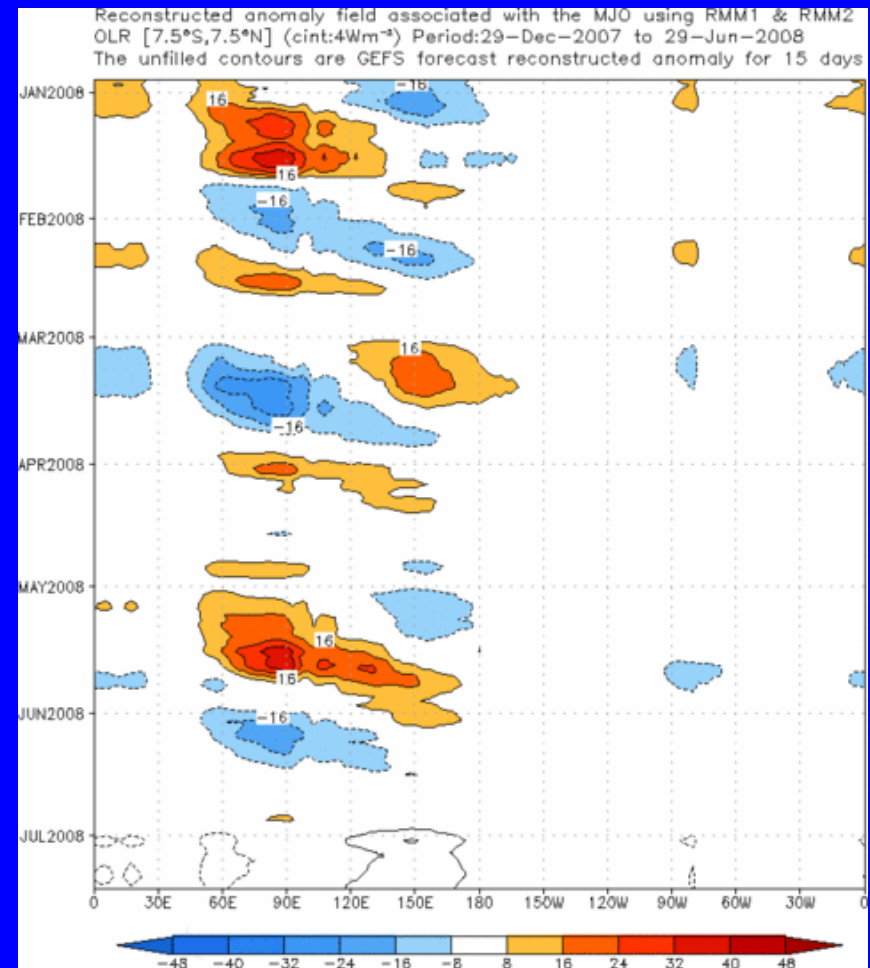 Reconstructed anomaly field associated with the MJO using RMM1 & RMM2
OLR [7.5°S,7.5°N] (cint:4Wm⁻²) Period:29-Dec-2007 to 29-Jun-2008
The unfilled contours are GEFS forecast reconstructed anomaly for 15 days
JAN2008
-16
16
16
-16
FEB2008
-16
MAR2008
16
-16
APR2008
MAY2008
16
16
JUN2008
-16
JUL2008
0 30E 60E 90E 120E 150E 180 150W 120W 90W 60W 30W 0
-48 -40 -32 -24 -16 -8 8 16 24 32 40 48